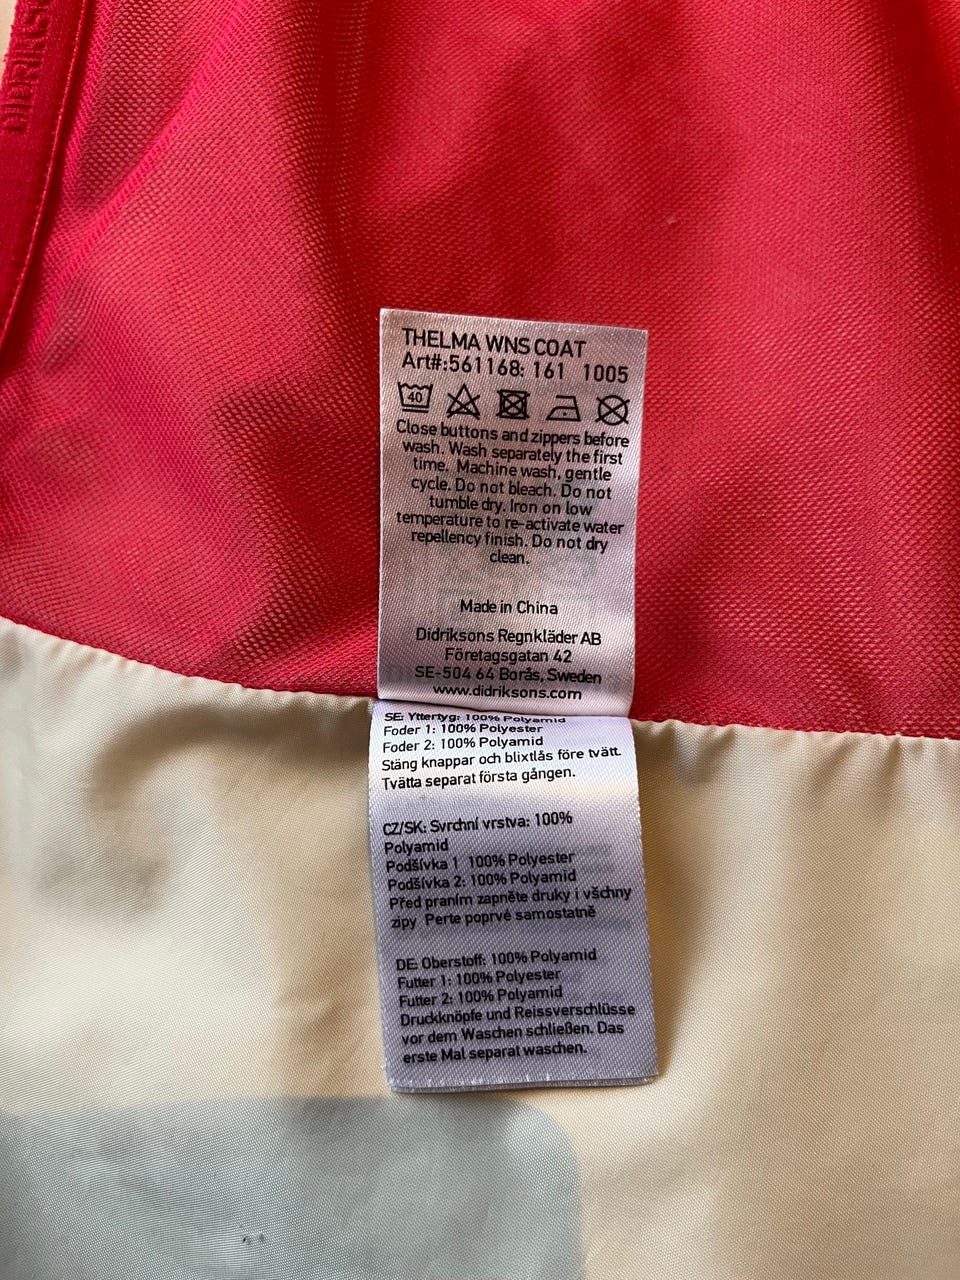 DIDRIKSONS
THELMA WNS COAT
Art#:561168: 161 1005
40
Close buttons and zippers before
wash. Wash separately the first
time. Machine wash, gentle
cycle. Do not bleach. Do not
tumble dry. Iron on low
temperature to re-activate water
repellency finish. Do not dry
clean.
Made in China
Didriksons Regnkläder AB
Företagsgatan 42
SE-504 64 Borås, Sweden
www.didriksons.com
SE: Yttertyg: 100% Polyamid
Foder 1: 100% Polyester
Foder 2: 100% Polyamid
Stäng knappar och blixtlås före tvätt.
Tvätta separat första gången.
CZ/SK: Svrchní vrstva: 100%
Polyamid
Podšívka 1 100% Polyester
Podšívka 2: 100% Polyamid
Před praním zapněte druky i všchny
zipy Perte poprvé samostatně
DE: Oberstoff: 100% Polyamid
Futter 1: 100% Polyester
Futter 2: 100% Polyamid
Druckknöpfe und Reissverschlüsse
vor dem Waschen schließen. Das
erste Mal separat waschen.